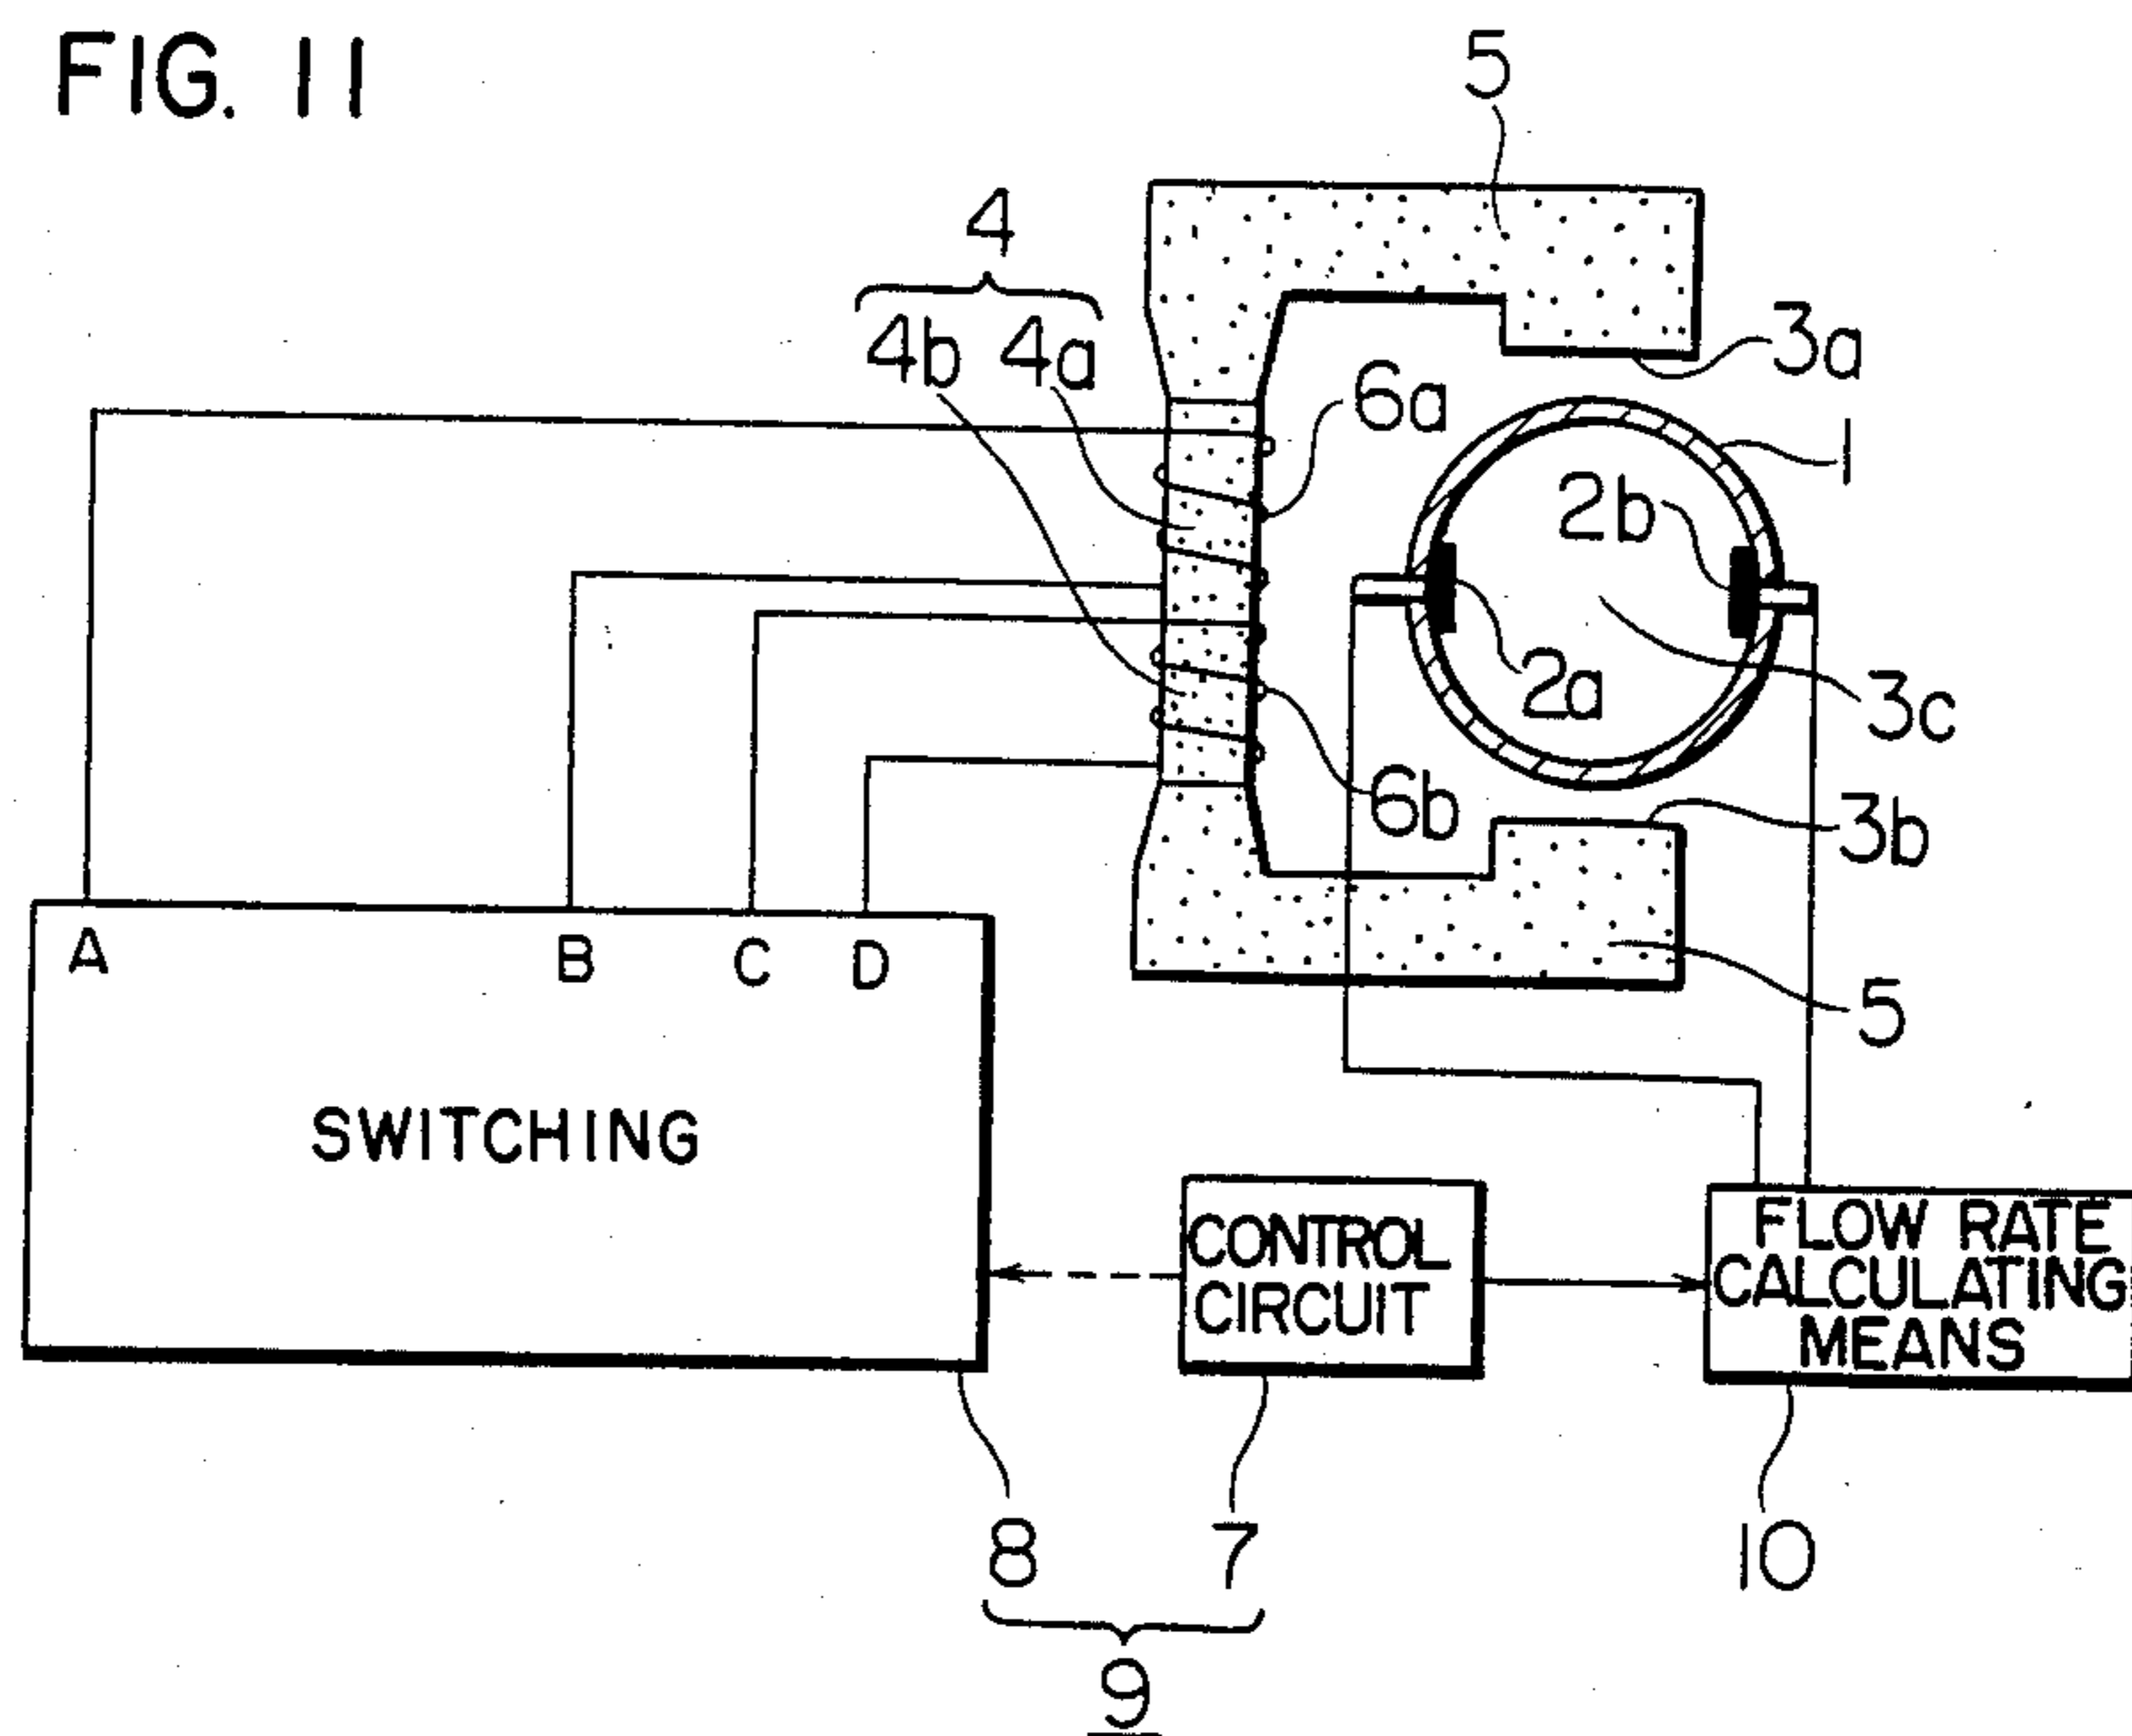 FIG. 11
5
4
4b 4a
3a
6a
1
2b
2a
3c
6b
3b
A B C D
5
SWITCHING
CONTROL
CIRCUIT
FLOW RATE
CALCULATING
MEANS
8 7 10
9